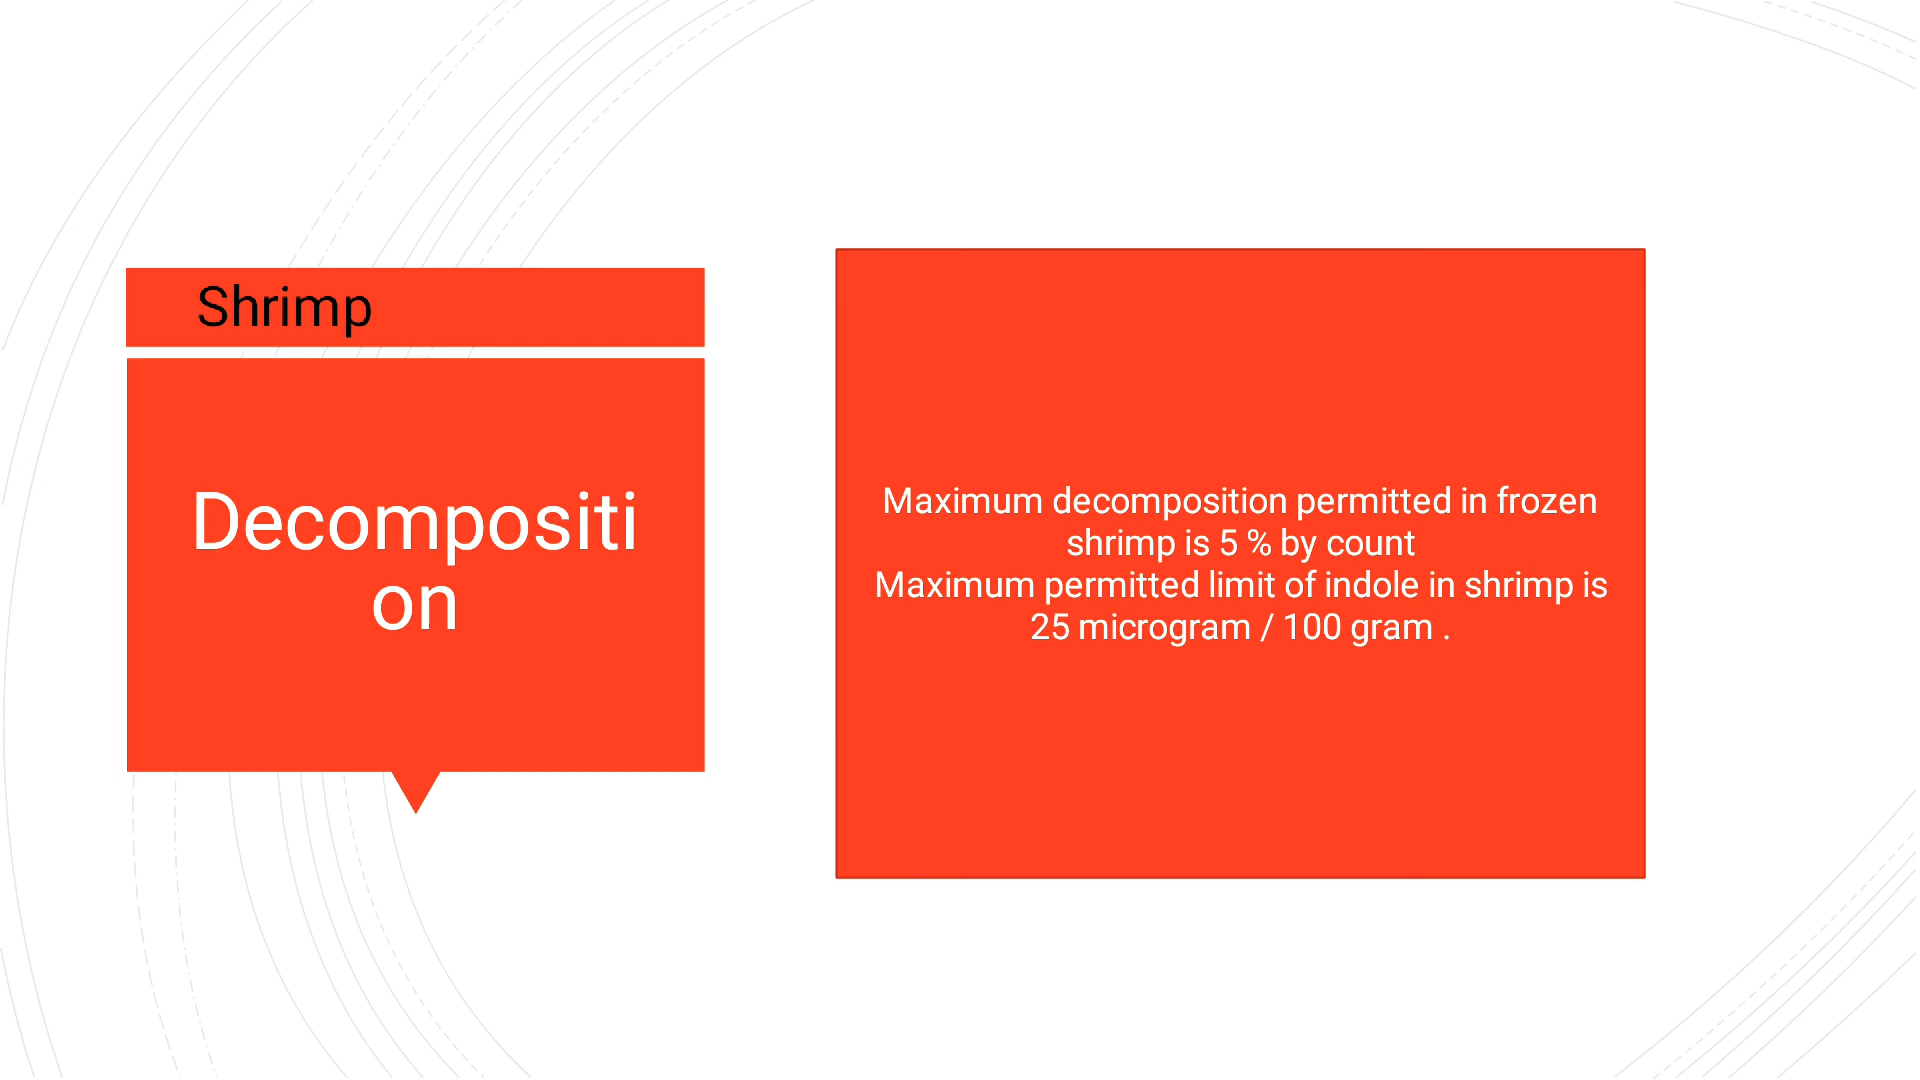 Shrimp
Decompositi
on
Maximum decomposition permitted in frozen
shrimp is 5 % by count
Maximum permitted limit of indole in shrimp is
25 microgram / 100 gram .